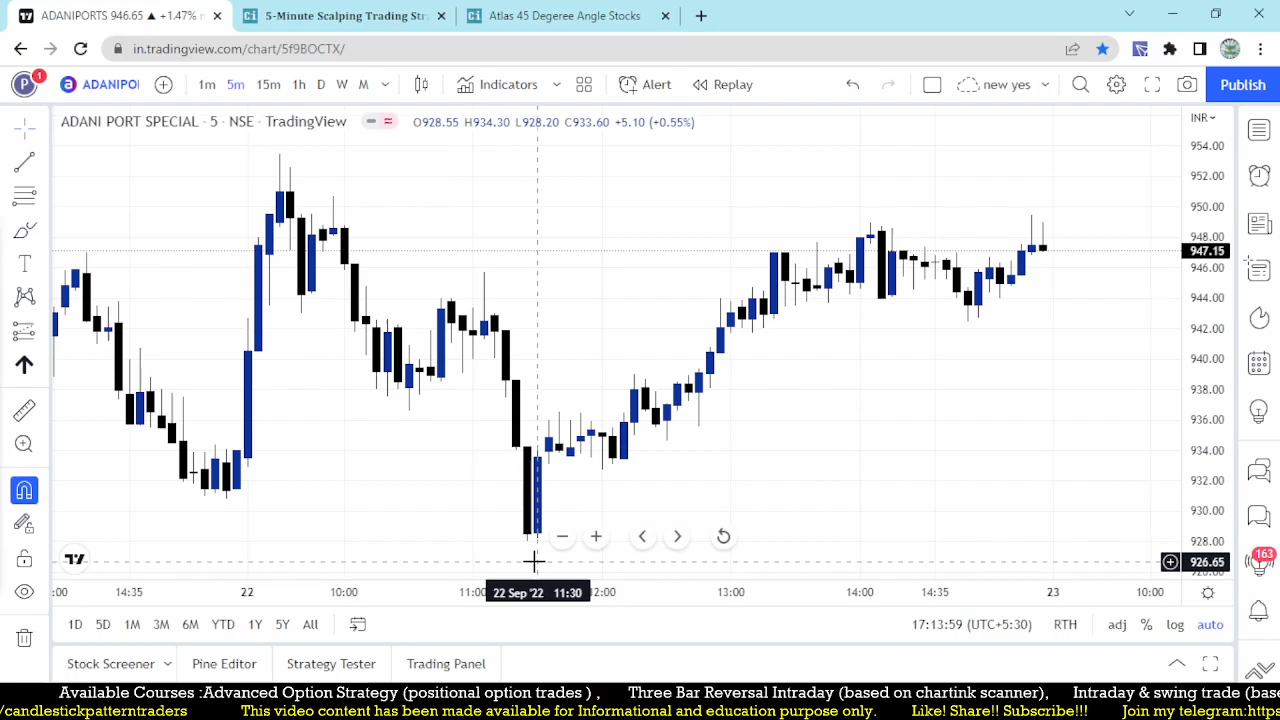 ADANIPORTS 946.65 ▲ +1.47%
5-Minute Scalping Trading Str
Atlas 45 Degeree Angle Stocks
in.tradingview.com/chart/5f9BOCTX/
P 1
ADANIPO
1m 5m 15m 1h D W M
Indicators
Alert
Replay
new yes
Publish
ADANI PORT SPECIAL · 5 · NSE · TradingView
O928.55 H934.30 L928.20 C933.60 +5.10 (+0.55%)
INR
954.00
952.00
950.00
948.00
947.15
946.00
944.00
942.00
940.00
938.00
936.00
934.00
932.00
930.00
928.00
926.65
163
:00 14:35 22 10:00 11:00 22 Sep '22 11:30 12:00 13:00 14:00 14:35 23 10:00
1D 5D 1M 3M 6M YTD 1Y 5Y All
17:13:59 (UTC+5:30) RTH adj % log auto
Stock Screener Pine Editor Strategy Tester Trading Panel
Available Courses :Advanced Option Strategy (positional option trades ) , Three Bar Reversal Intraday (based on chartink scanner), Intraday & swing trade (base
/candlestickpatterntraders This video content has been made available for Informational and education purpose only. Like! Share!! Subscribe!!! Join my telegram:http